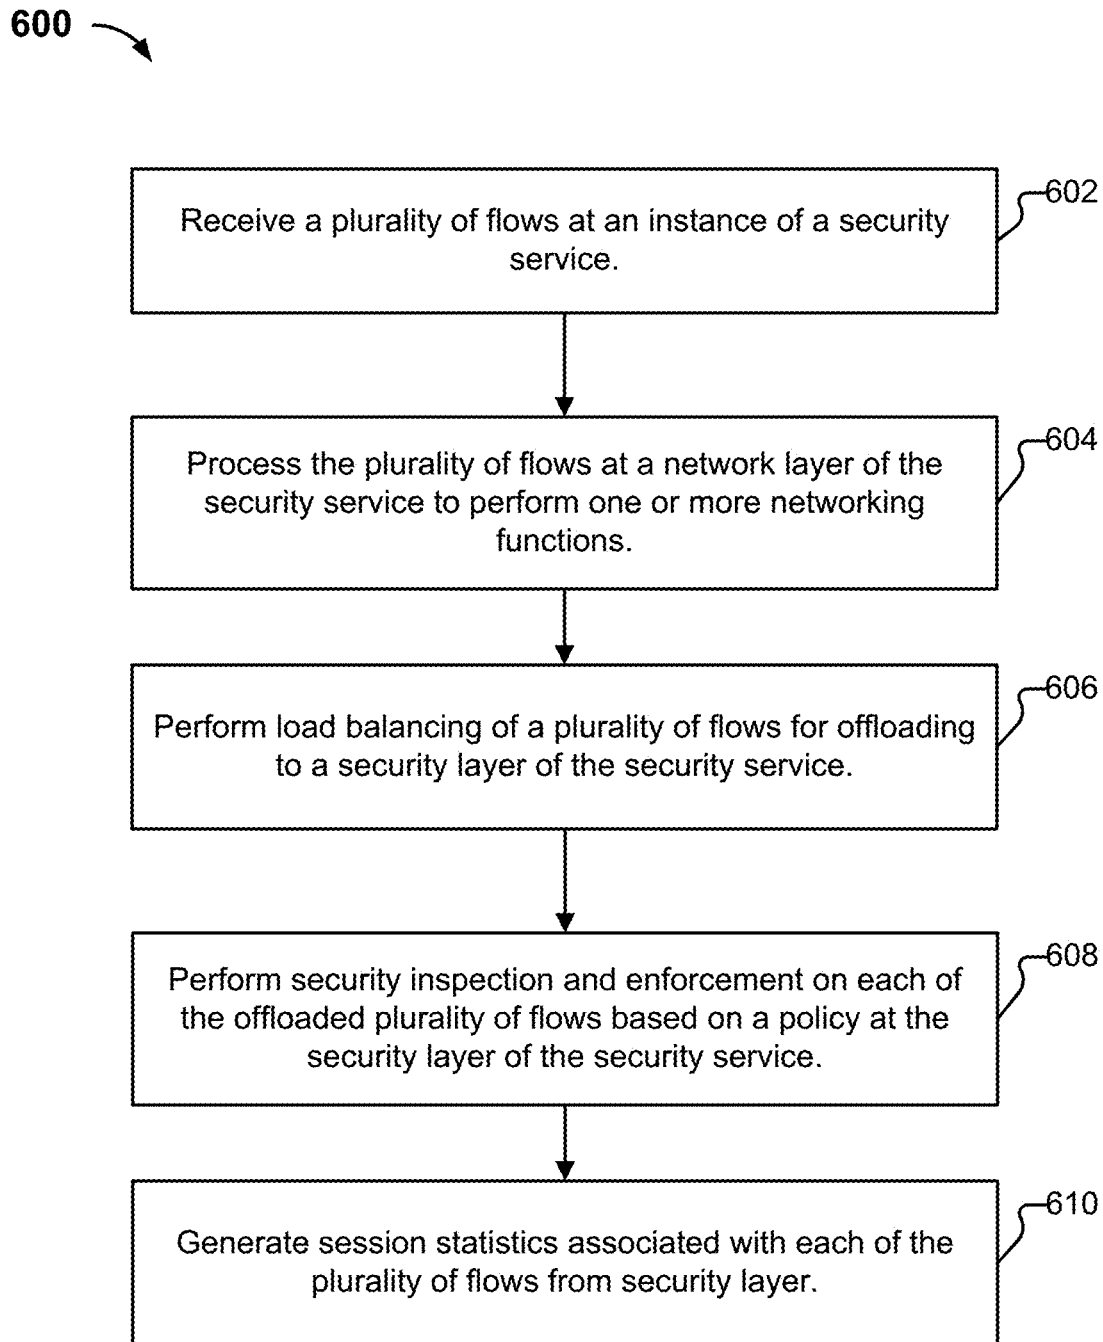 600
602
Receive a plurality of flows at an instance of a security
service.
604
Process the plurality of flows at a network layer of the
security service to perform one or more networking
functions.
606
Perform load balancing of a plurality of flows for offloading
to a security layer of the security service.
608
Perform security inspection and enforcement on each of
the offloaded plurality of flows based on a policy at the
security layer of the security service.
610
Generate session statistics associated with each of the
plurality of flows from security layer.